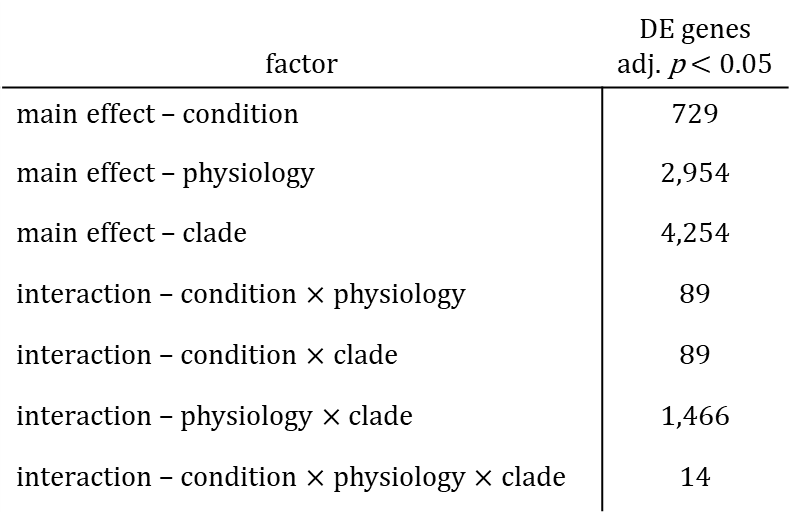 DE genes
factor adj. p < 0.05
main effect – condition 729
main effect – physiology 2,954
main effect – clade 4,254
interaction – condition × physiology 89
interaction – condition × clade 89
interaction – physiology × clade 1,466
interaction – condition × physiology × clade 14